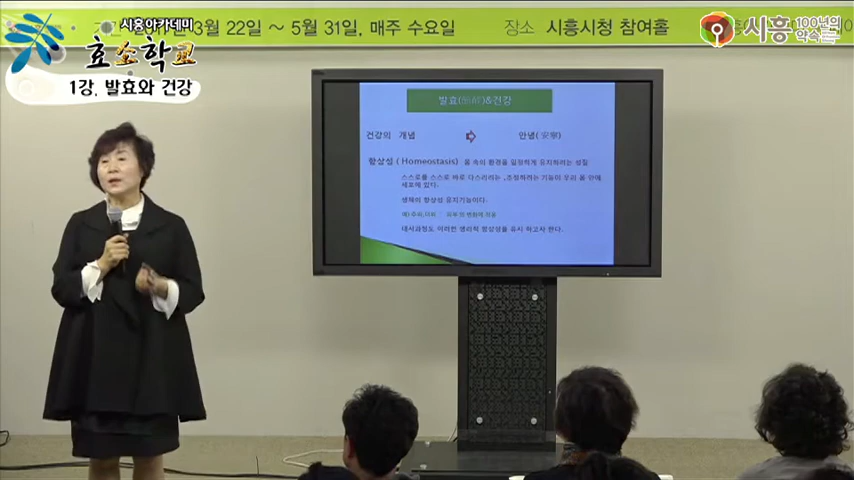 시흥아카데미
효소학교
1강. 발효와 건강
3월 22일 ~ 5월 31일, 매주 수요일
장소 시흥시청 참여홀
시흥 100년의 약속
발효(醱酵)&건강
건강의 개념 안녕(安寧)
항상성 (Homeostasis) 몸 속의 환경을 일정하게 유지하려는 성질
스스로를 스스로 바로 다스리려는 ,조정하려는 기능이 우리 몸 안에
세포에 있다.
생체의 항상성 유지기능이다.
대사과정도 이러한 생리적 항상성을 유지 하고자 한다.